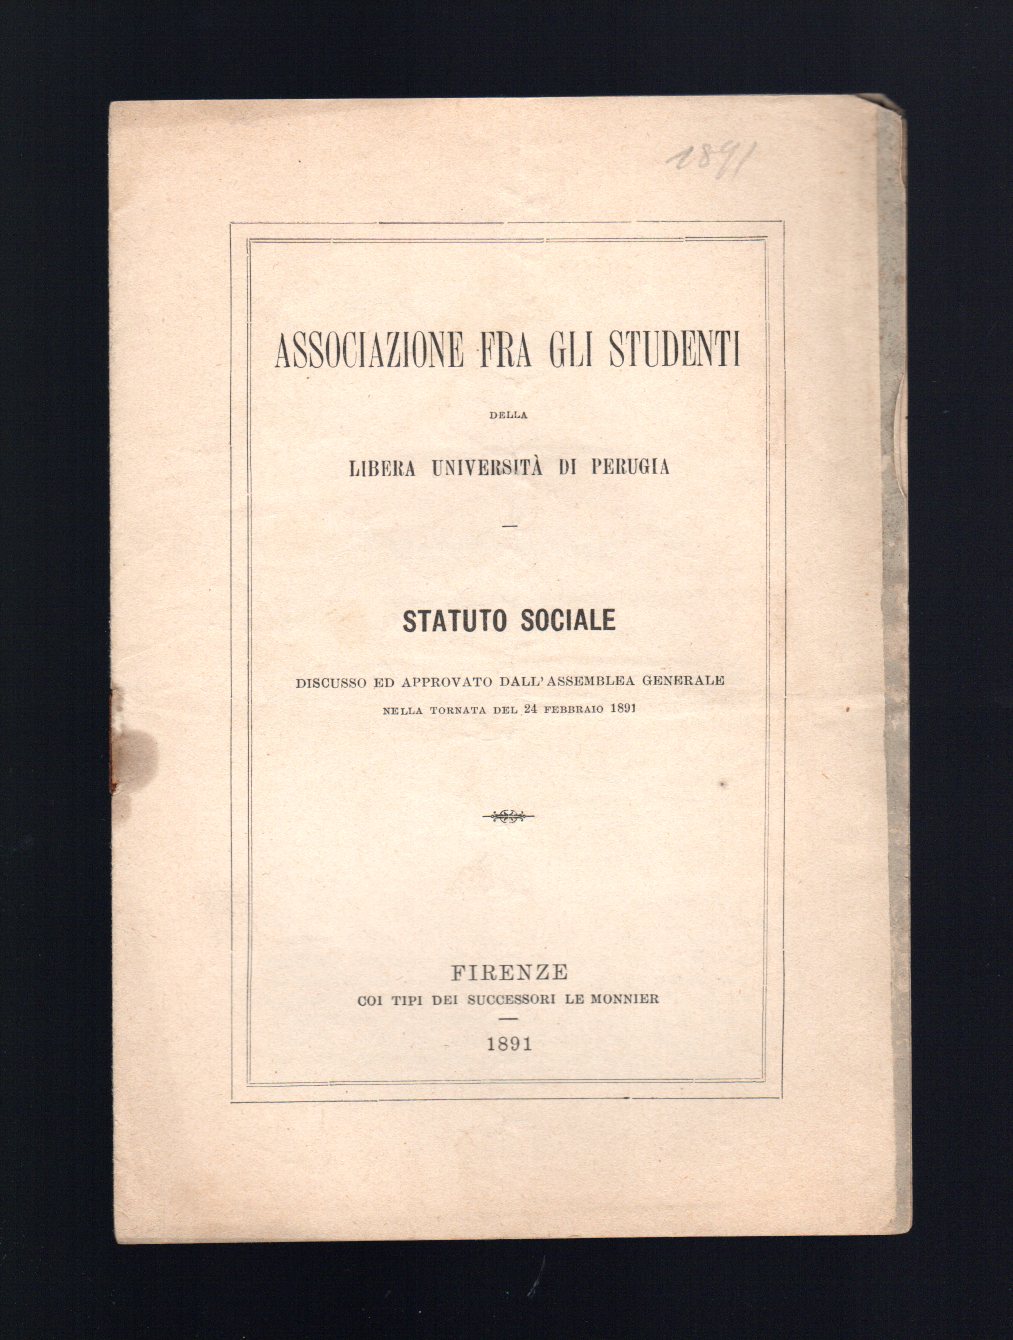 1891
ASSOCIAZIONE FRA GLI STUDENTI
DELLA
LIBERA UNIVERSITÀ DI PERUGIA
—
STATUTO SOCIALE
DISCUSSO ED APPROVATO DALL'ASSEMBLEA GENERALE
NELLA TORNATA DEL 24 FEBBRAIO 1891
FIRENZE
COI TIPI DEI SUCCESSORI LE MONNIER
—
1891